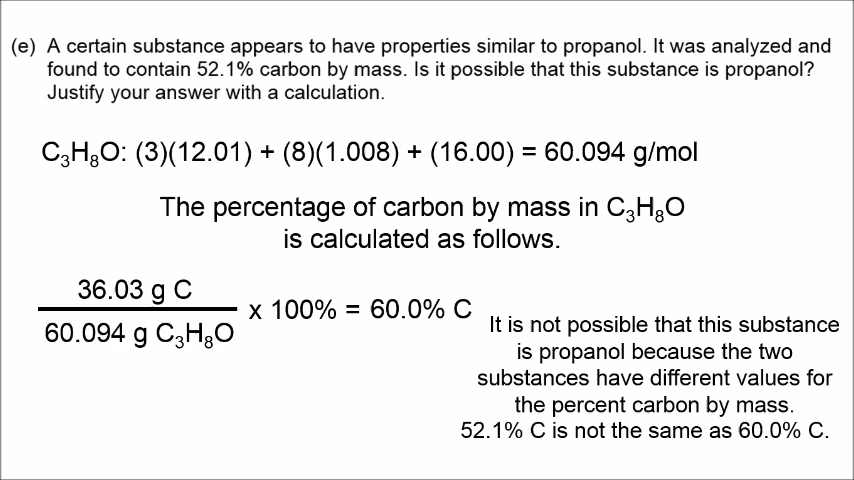 (e) A certain substance appears to have properties similar to propanol. It was analyzed and
found to contain 52.1% carbon by mass. Is it possible that this substance is propanol?
Justify your answer with a calculation.
C₃H₈O: (3)(12.01) + (8)(1.008) + (16.00) = 60.094 g/mol
The percentage of carbon by mass in C₃H₈O
is calculated as follows.
36.03 g C
60.094 g C₃H₈O
x 100% = 60.0% C
It is not possible that this substance
is propanol because the two
substances have different values for
the percent carbon by mass.
52.1% C is not the same as 60.0% C.